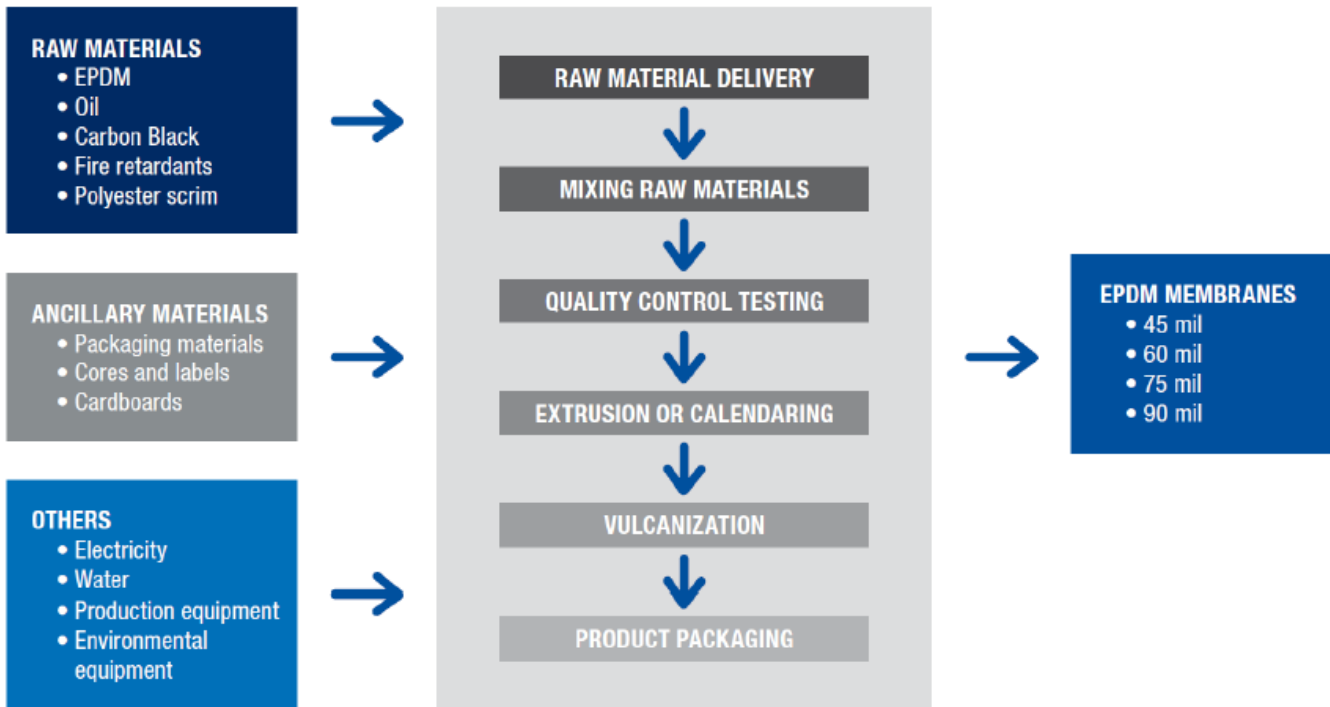 RAW MATERIALS
• EPDM
• Oil
• Carbon Black
• Fire retardants
• Polyester scrim
ANCILLARY MATERIALS
• Packaging materials
• Cores and labels
• Cardboards
OTHERS
• Electricity
• Water
• Production equipment
• Environmental
equipment
RAW MATERIAL DELIVERY
MIXING RAW MATERIALS
QUALITY CONTROL TESTING
EXTRUSION OR CALENDARING
VULCANIZATION
PRODUCT PACKAGING
EPDM MEMBRANES
• 45 mil
• 60 mil
• 75 mil
• 90 mil